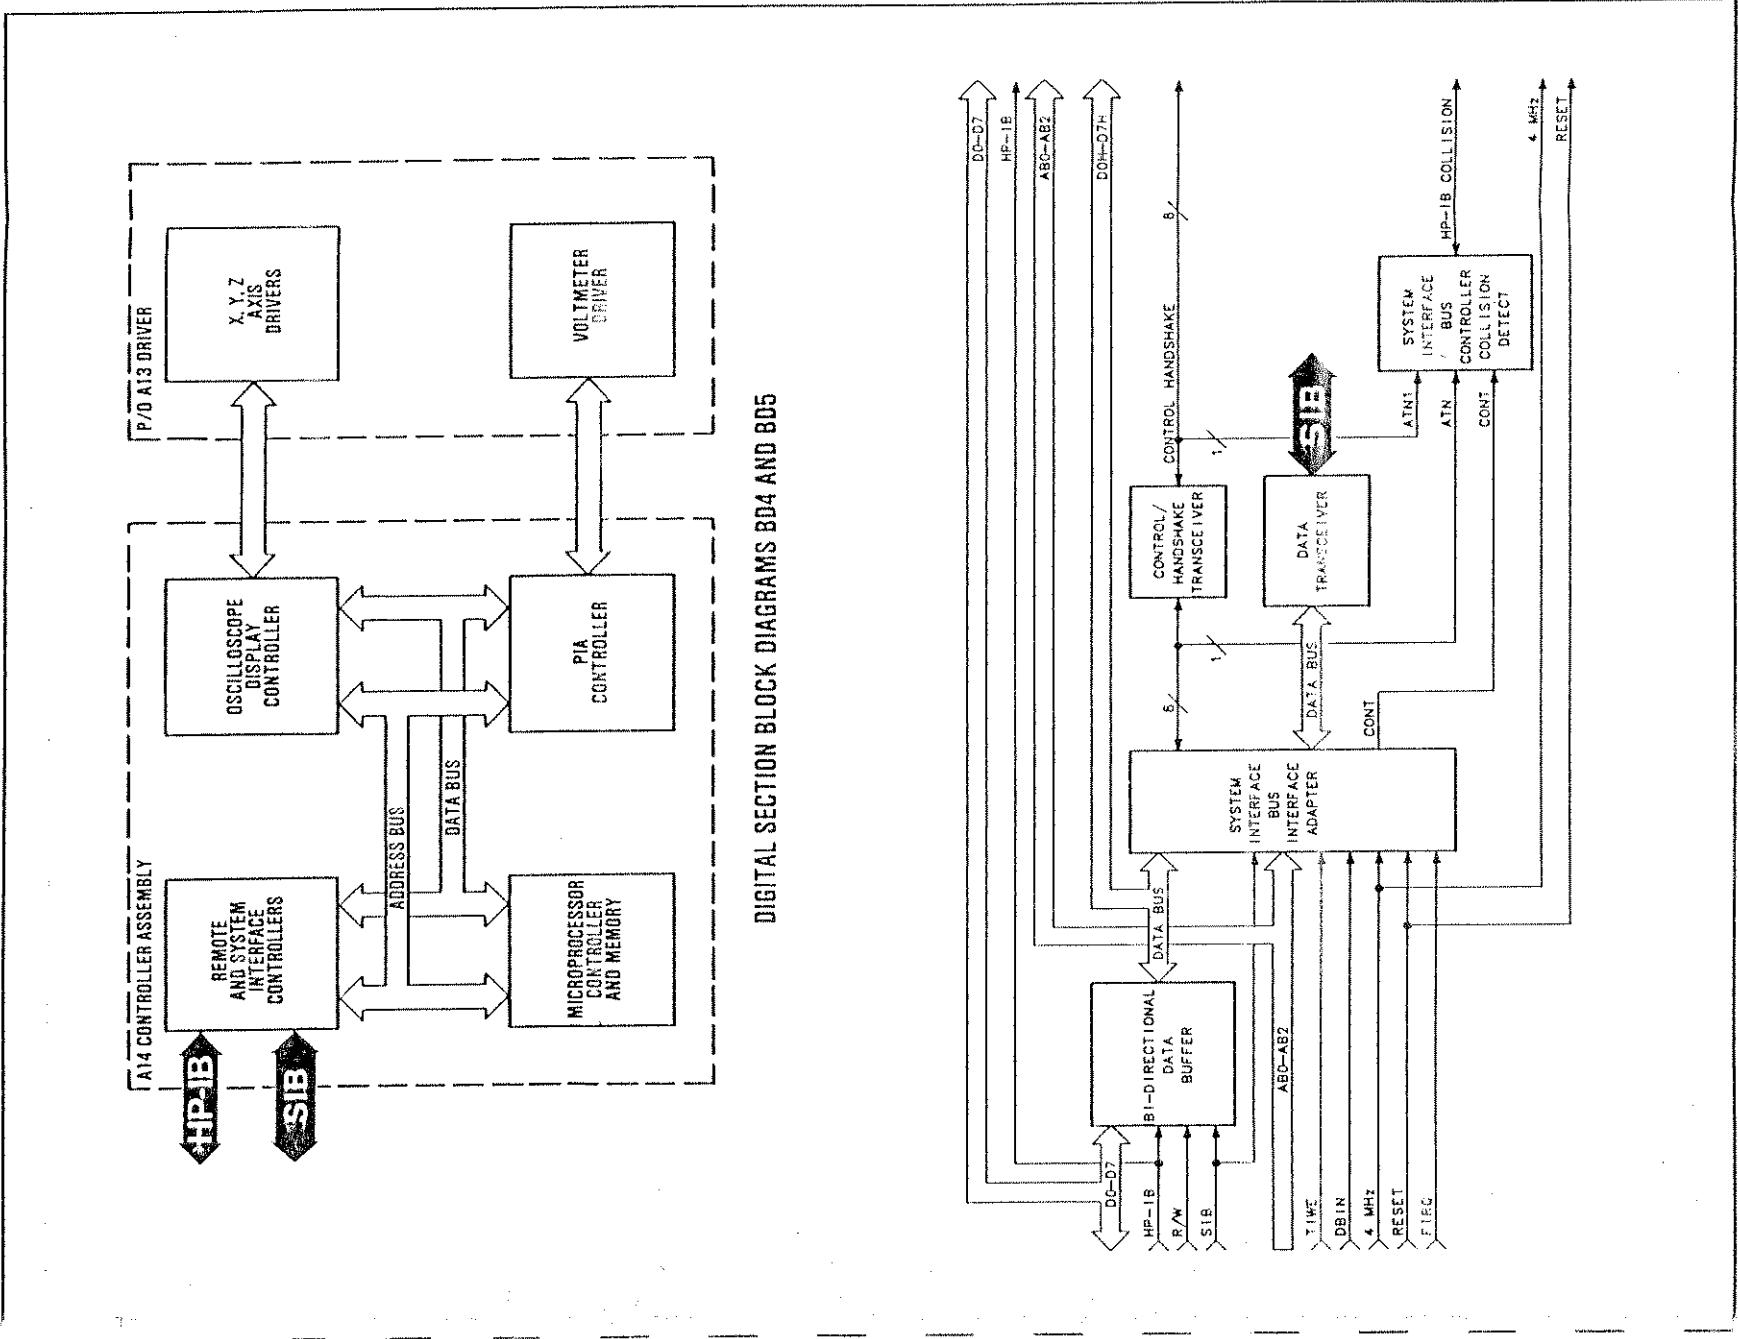 P/O A13 DRIVER
X, Y, Z
AXIS
DRIVERS
VOLTMETER
DRIVER
A14 CONTROLLER ASSEMBLY
OSCILLOSCOPE
DISPLAY
CONTROLLER
PIA
CONTROLLER
REMOTE
AND SYSTEM
INTERFACE
CONTROLLERS
MICROPROCESSOR
CONTROLLER
AND MEMORY
ADDRESS BUS
DATA BUS
HP-IB
SIB
DIGITAL SECTION BLOCK DIAGRAMS BD4 AND BD5
D0-D7
HP-IB
AB0-AB2
D0H-D7H
8
CONTROL HANDSHAKE
HP-IB COLLISION
4 MHz
RESET
SYSTEM
INTERFACE
BUS
CONTROLLER
COLLISION
DETECT
ATN1
ATN
CONT
1
SIB
CONTROL/
HANDSHAKE
TRANSCEIVER
DATA
TRANSCEIVER
1
DATA BUS
CONT
SYSTEM
INTERFACE
BUS
INTERFACE
ADAPTER
DATA BUS
BI-DIRECTIONAL
DATA
BUFFER
AB0-AB2
D0-D7
HP-IB
R/W
SIB
DBIN
4 MHz
RESET